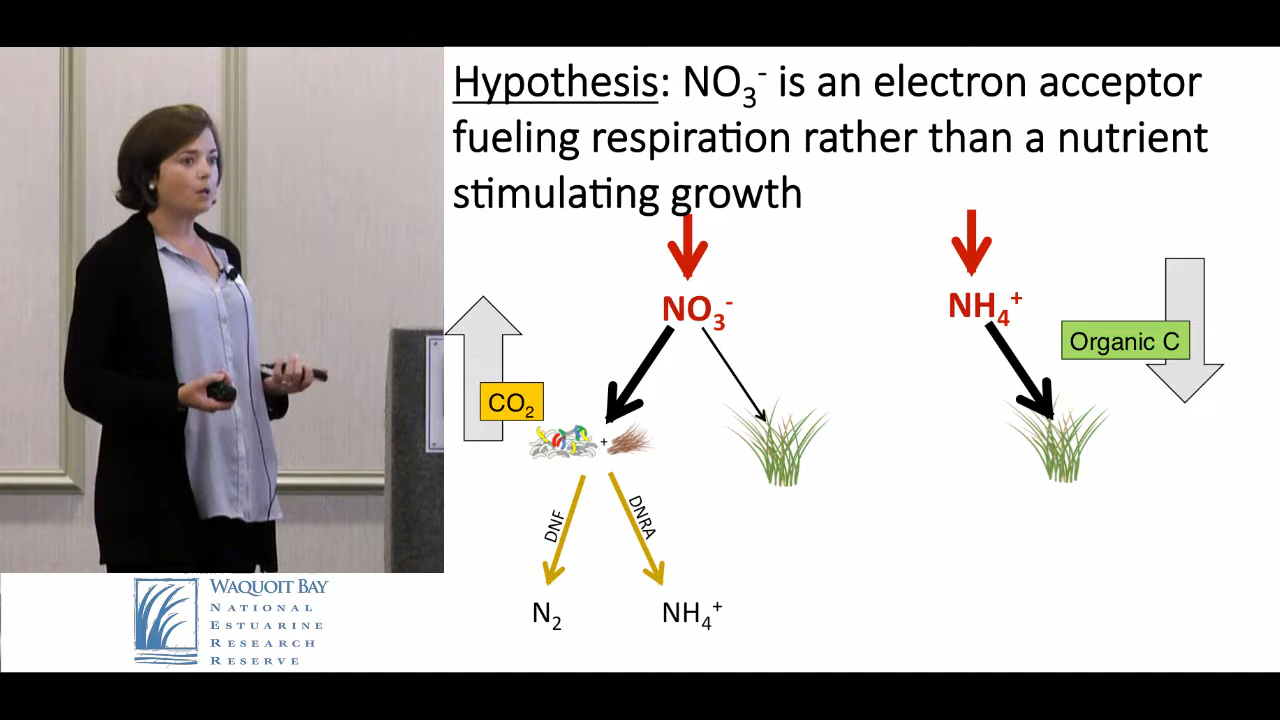 Hypothesis: NO₃⁻ is an electron acceptor
fueling respiration rather than a nutrient
stimulating growth
NO₃⁻
NH₄⁺
Organic C
CO₂
+
DNF
DNRA
N₂
NH₄⁺
WAQUOIT BAY
NATIONAL
ESTUARINE
RESEARCH
RESERVE